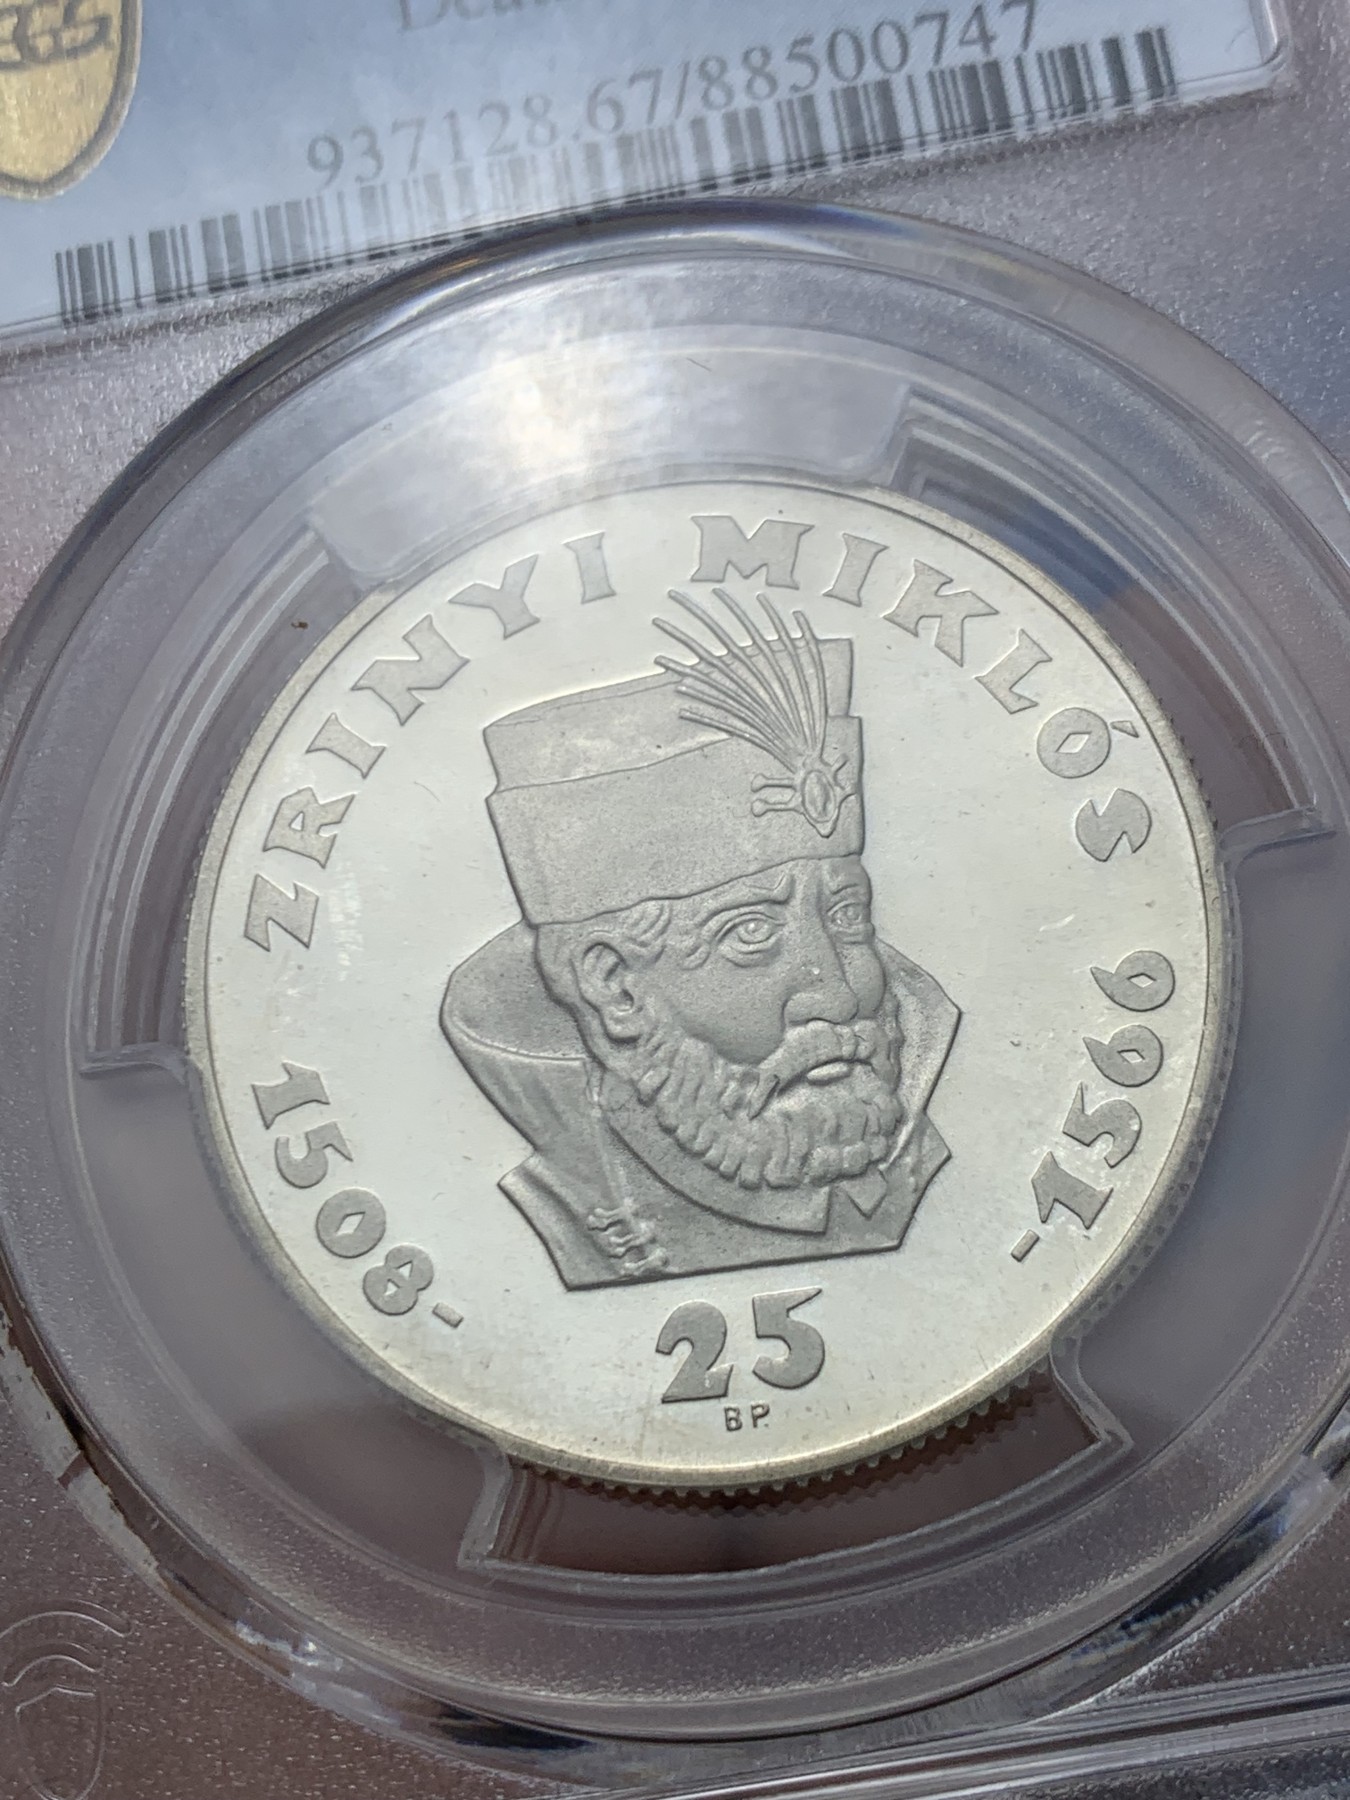 937128.67/88500747
ZRINYI MIKLÓS
1508- -1566
25
BP.